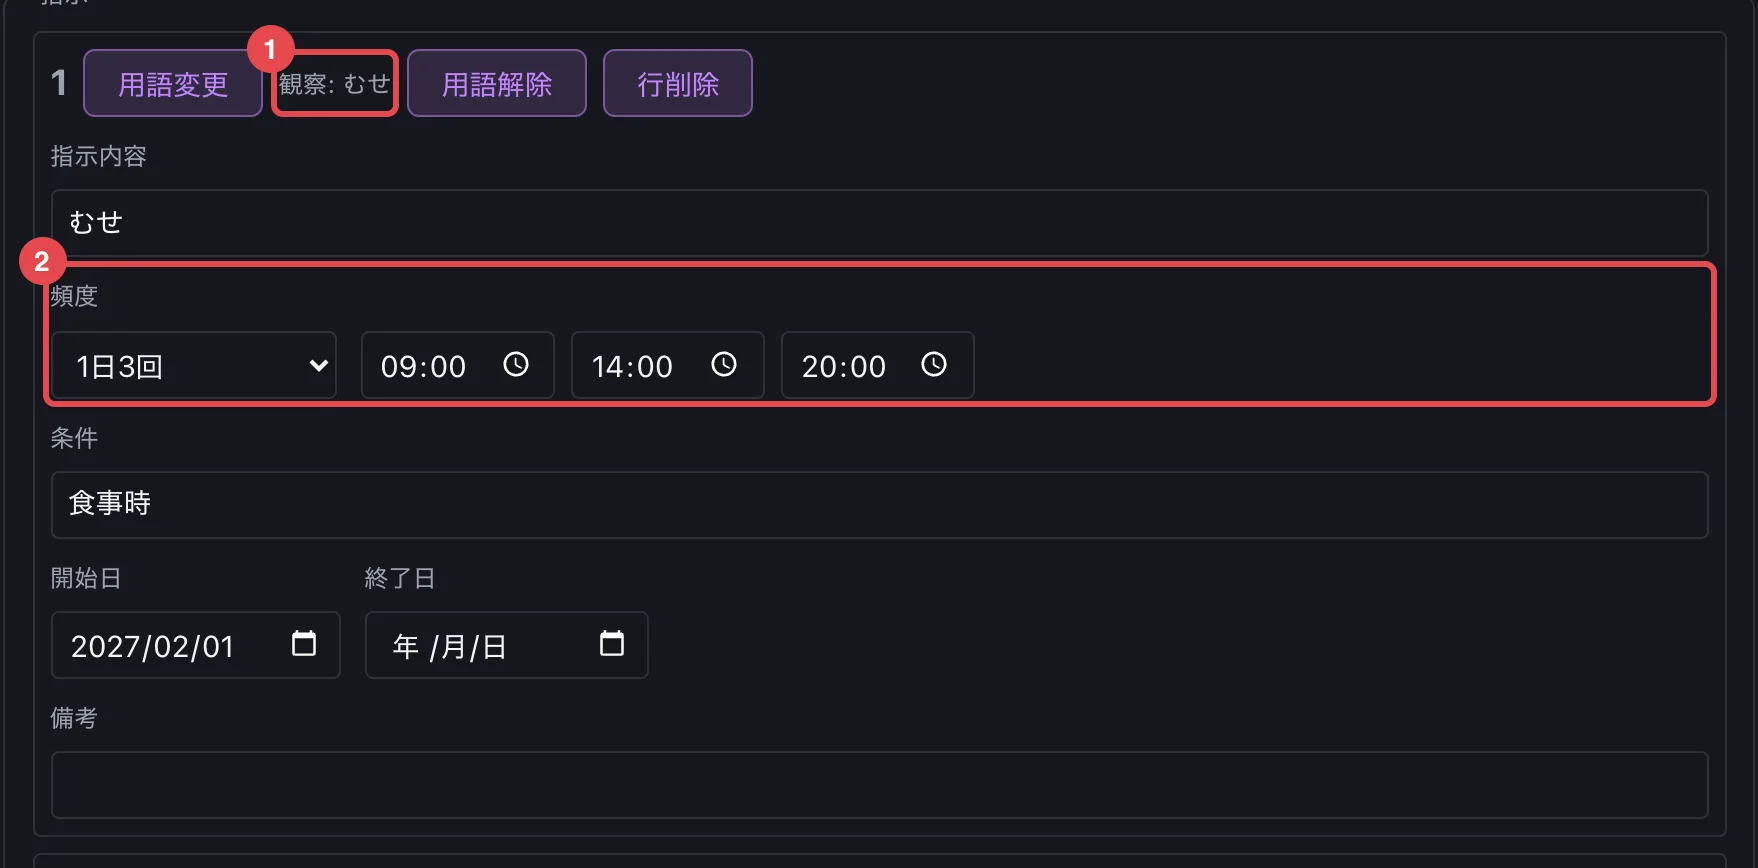 1 用語変更 1 観察: むせ 用語解除 行削除
指示内容
むせ
2
頻度
1日3回 09:00 14:00 20:00
条件
食事時
開始日 終了日
2027/02/01 年 /月/日
備考